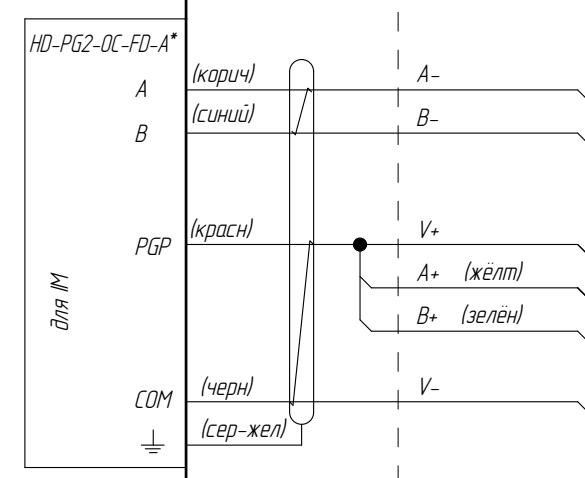 HD-PG2-OC-FD-A*
A (корич) A-
B (синий) B-
PGP (красн) V+
A+ (жёлт)
B+ (зелён)
для IM
COM (черн) V-
(сер-жел)